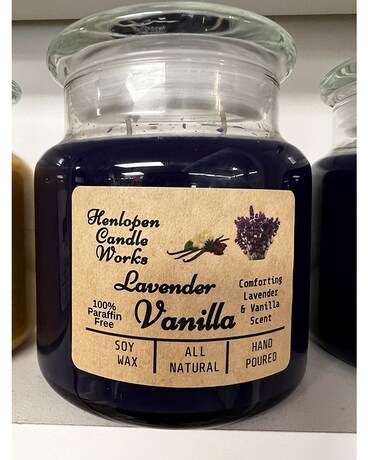 Henlopen
Candle
Works
Lavender
Vanilla
Comforting
Lavender
& Vanilla
Scent
100%
Paraffin
Free
SOY
WAX
ALL
NATURAL
HAND
POURED